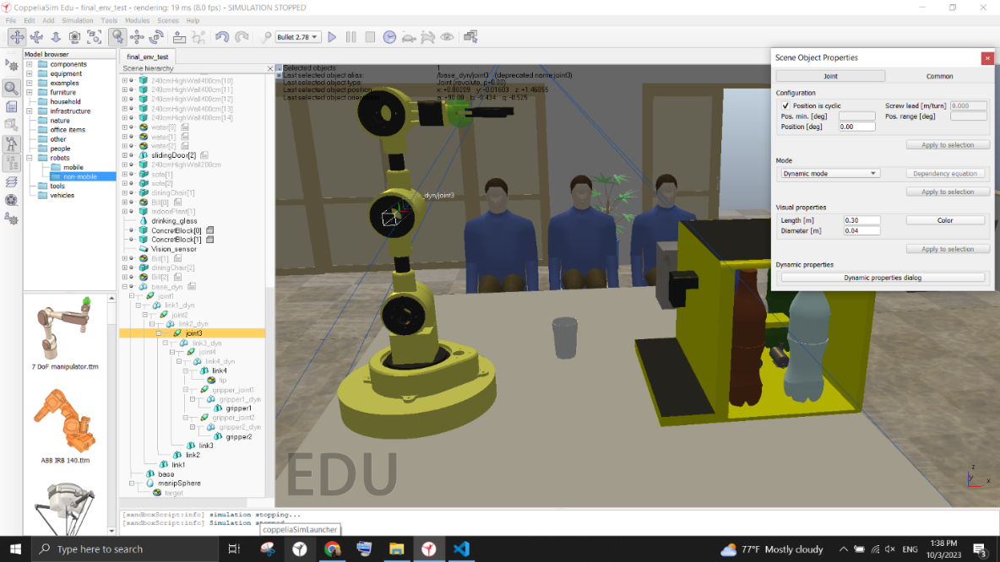 CoppeliaSim Edu - final_env_test - rendering: 19 ms (8.0 fps) - SIMULATION STOPPED
File Edit Add Simulation Tools Modules Scenes Help
Bullet 2.78
Model browser
components
equipment
examples
furniture
household
infrastructure
nature
office items
other
people
robots
mobile
non-mobile
tools
vehicles
7 DoF manipulator.ttm
ABB IRB 140.ttm
final_env_test
Scene hierarchy
240cmHighWall400cm[10]
240cmHighWall400cm[11]
240cmHighWall400cm[12]
240cmHighWall400cm[13]
240cmHighWall400cm[14]
water[0]
water[1]
water[2]
slidingDoor[2]
240cmHighWall200cm
sofa[1]
sofa[2]
diningChair[1]
Bill[0]
indoorPlant[1]
drinking_glass
ConcretBlock[0]
ConcretBlock[1]
Vision_sensor
Bill[1]
diningChair[2]
Bill[2]
base_dyn
joint1
link1_dyn
joint2
link2_dyn
joint3
link3_dyn
joint4
link4_dyn
link4
tip
gripper_joint1
gripper1_dyn
gripper1
gripper_joint2
gripper2_dyn
gripper2
link3
link2
link1
base
manipSphere
target
Selected objects: 1
Last selected object alias: /base_dyn/joint3 (deprecated name: joint3)
Last selected object type: Joint (revolute, p=0.00)
Last selected object position: x: +0.00209 y: -0.01603 z: +1.46055
Last selected object orientation: a: +90.00 b: -0.434 g: -0.525
_dyn/joint3
EDU
z
y
x
Scene Object Properties
Joint Common
Configuration
Position is cyclic Screw lead [m/turn] 0.000
Pos. min. [deg] Pos. range [deg]
Position [deg] 0.00
Apply to selection
Mode
Dynamic mode Dependency equation
Apply to selection
Visual properties
Length [m] 0.30 Color
Diameter [m] 0.04
Apply to selection
Dynamic properties
Dynamic properties dialog
[sandboxScript:info] simulation stopping...
[sandboxScript:info] Simulation stopped
coppeliaSimLauncher
Type here to search
77°F Mostly cloudy
ENG
1:38 PM
10/3/2023
3